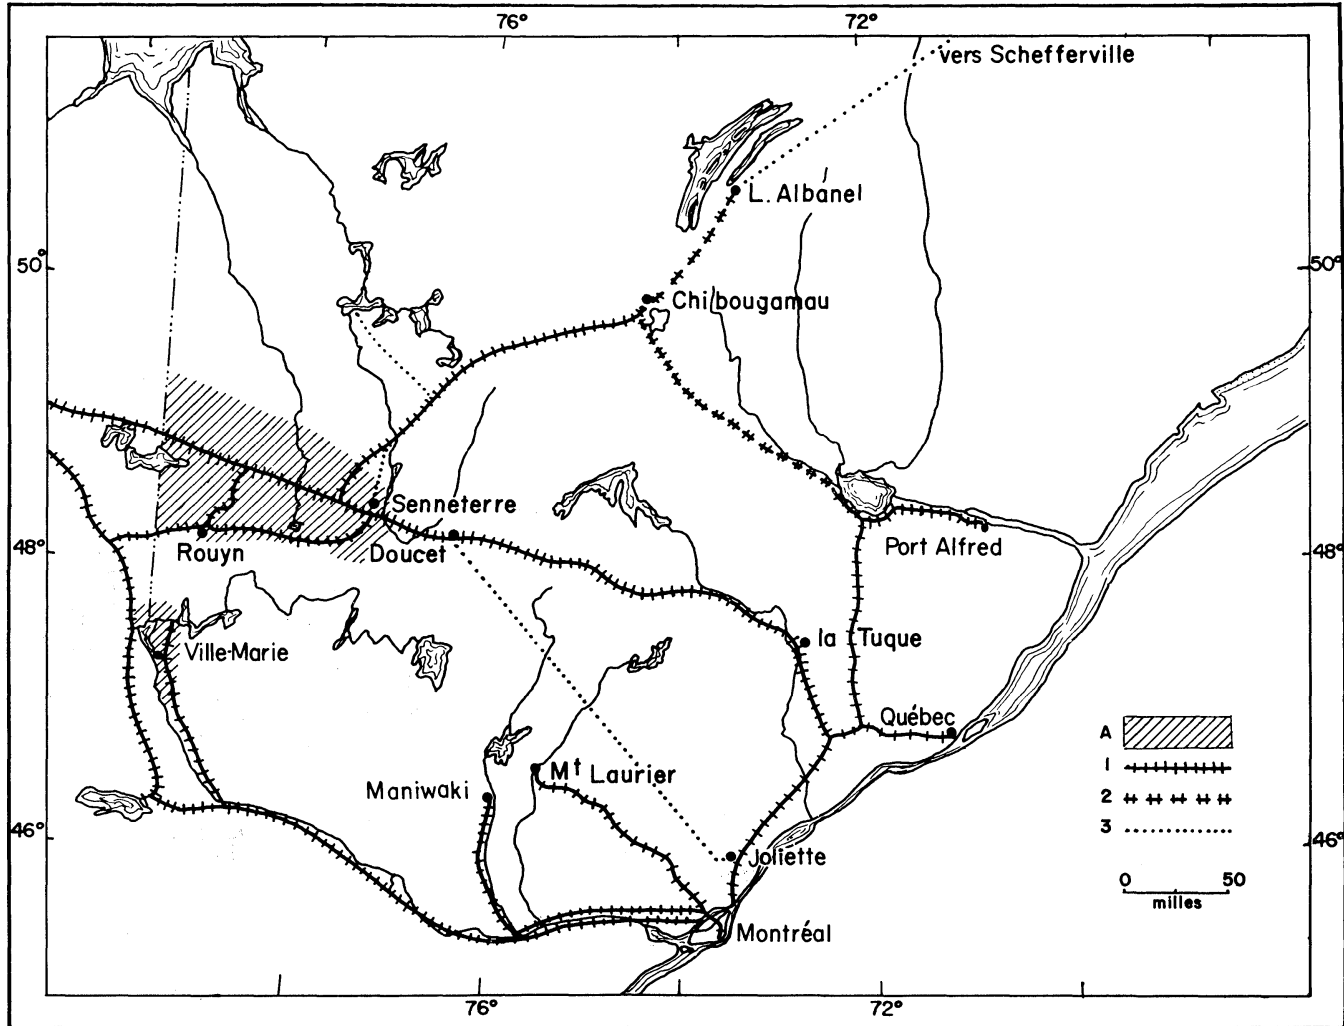 76° 72°
vers Schefferville
L. Albanel
50° 50°
Chibougamau
Senneterre
Rouyn Doucet
48° 48°
Port Alfred
Ville-Marie
la Tuque
Québec
A
Mt Laurier
1
Maniwaki
2
3
46° 46°
Joliette
0 50
milles
Montréal
76° 72°